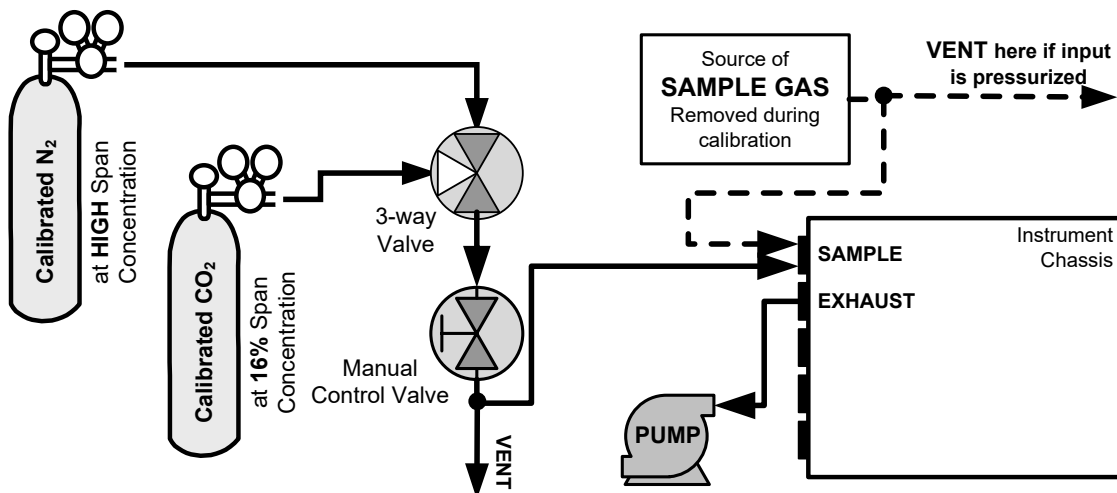 Calibrated N2
at HIGH Span
Concentration
Calibrated CO2
at 16% Span
Concentration
3-way
Valve
Manual
Control Valve
VENT
Source of
SAMPLE GAS
Removed during
calibration
VENT here if input
is pressurized
SAMPLE
EXHAUST
Instrument
Chassis
PUMP